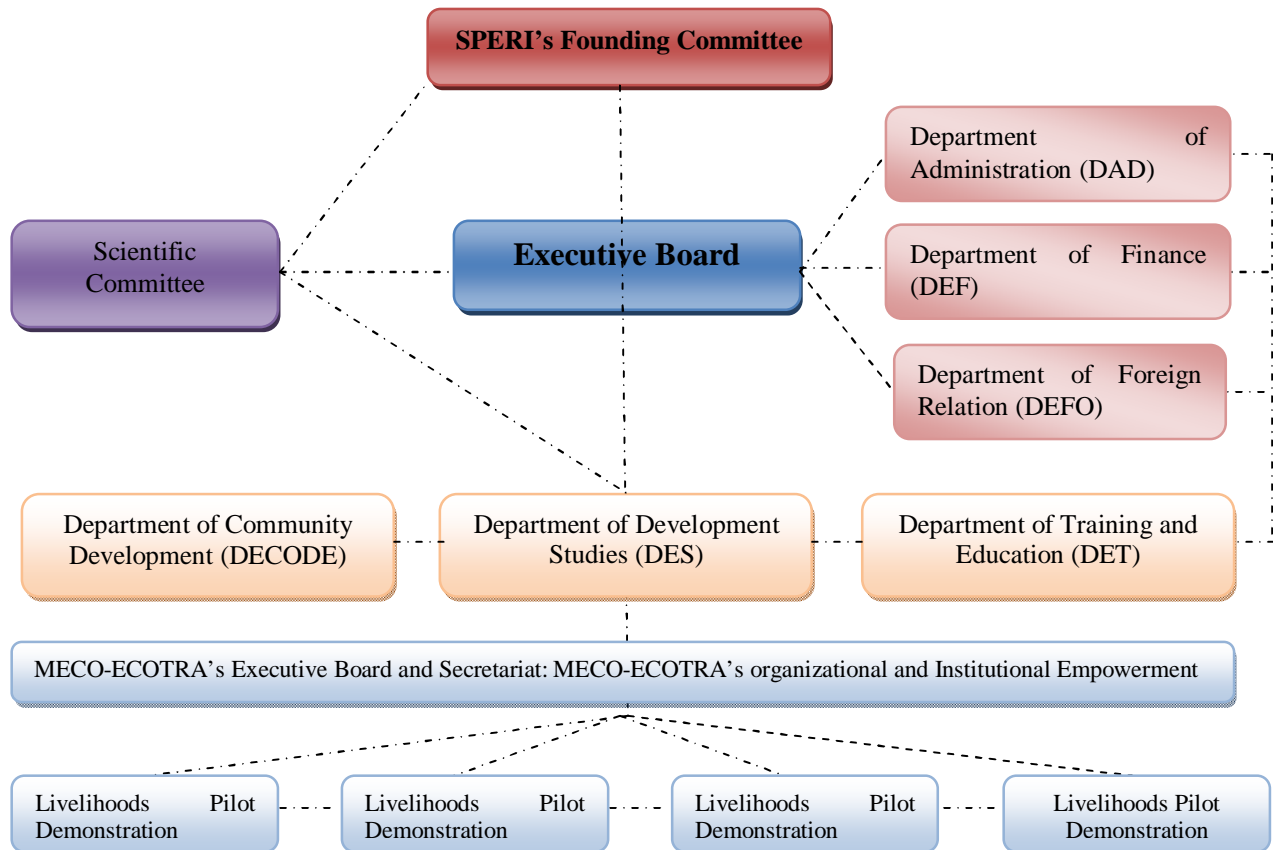 SPERI’s Founding Committee
Department of
Administration (DAD)
Scientific
Committee
Executive Board
Department of Finance
(DEF)
Department of Foreign
Relation (DEFO)
Department of Community
Development (DECODE)
Department of Development
Studies (DES)
Department of Training and
Education (DET)
MECO-ECOTRA’s Executive Board and Secretariat: MECO-ECOTRA’s organizational and Institutional Empowerment
Livelihoods Pilot
Demonstration
Livelihoods Pilot
Demonstration
Livelihoods Pilot
Demonstration
Livelihoods Pilot
Demonstration